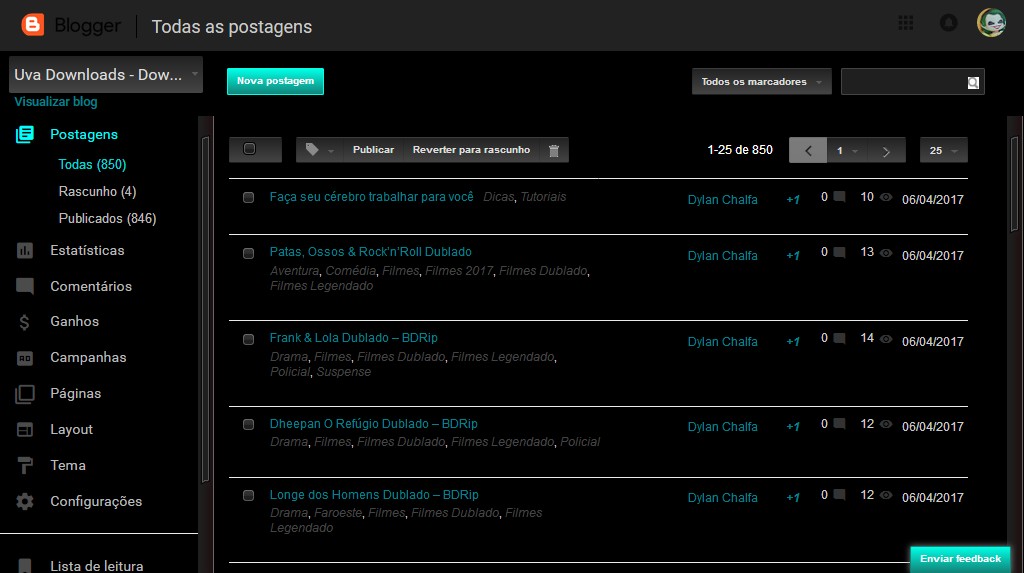 Blogger
Todas as postagens
Uva Downloads - Dow...
Nova postagem
Todos os marcadores
Visualizar blog
Postagens
Todas (850)
Rascunho (4)
Publicados (846)
Estatísticas
Comentários
Ganhos
Campanhas
Páginas
Layout
Tema
Configurações
Lista de leitura
Publicar
Reverter para rascunho
1-25 de 850
1
25
Faça seu cérebro trabalhar para você Dicas, Tutoriais
Dylan Chalfa +1 0 10 06/04/2017
Patas, Ossos & Rock'n'Roll Dublado
Aventura, Comédia, Filmes, Filmes 2017, Filmes Dublado,
Filmes Legendado
Dylan Chalfa +1 0 13 06/04/2017
Frank & Lola Dublado – BDRip
Drama, Filmes, Filmes Dublado, Filmes Legendado,
Policial, Suspense
Dylan Chalfa +1 0 14 06/04/2017
Dheepan O Refúgio Dublado – BDRip
Drama, Filmes, Filmes Dublado, Filmes Legendado, Policial
Dylan Chalfa +1 0 12 06/04/2017
Longe dos Homens Dublado – BDRip
Drama, Faroeste, Filmes, Filmes Dublado, Filmes
Legendado
Dylan Chalfa +1 0 12 06/04/2017
Enviar feedback